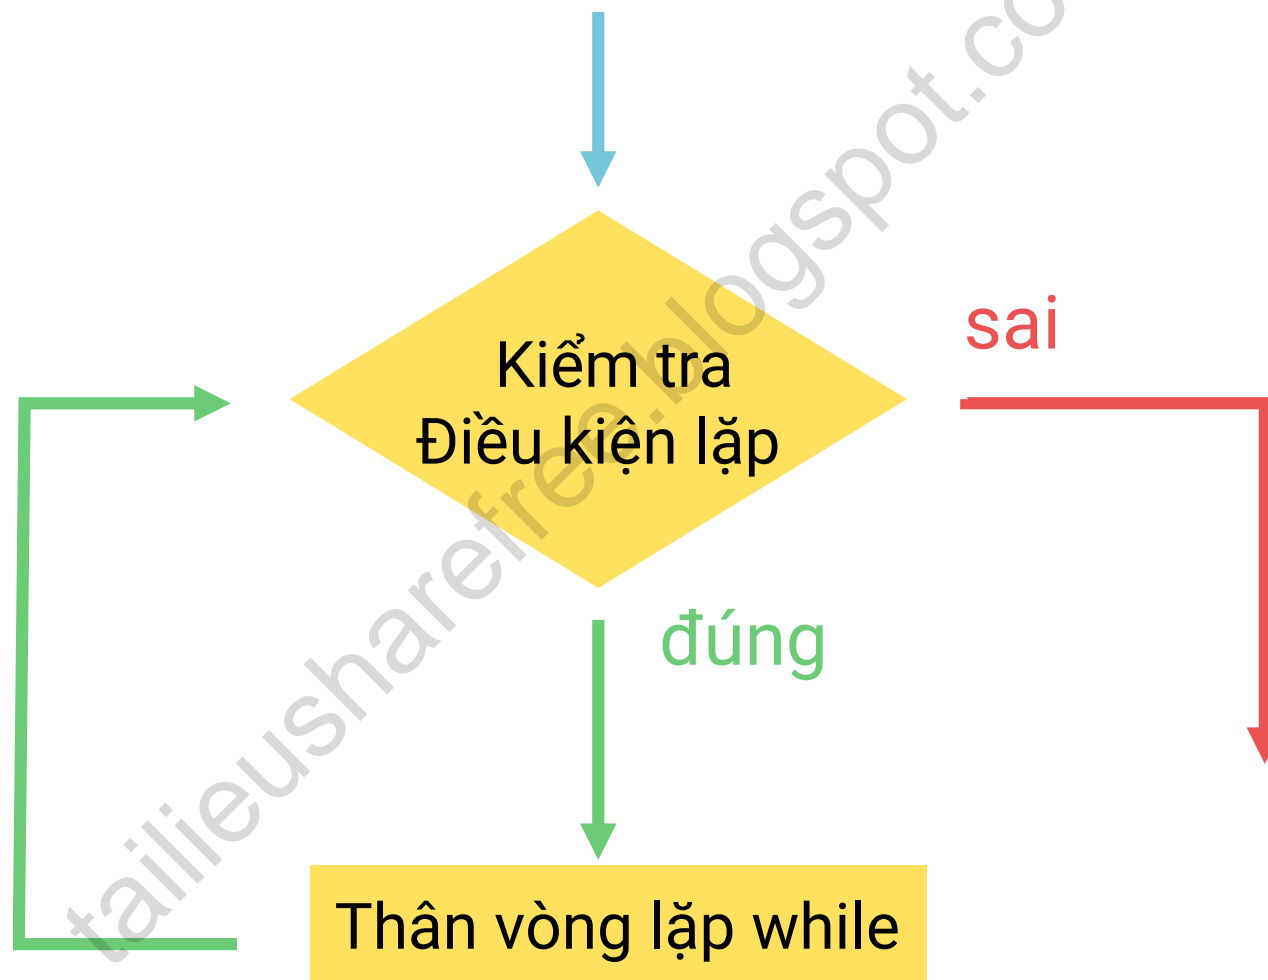 sai
Kiểm tra
Điều kiện lặp
đúng
Thân vòng lặp while
tailieusharefree.blogspot.co